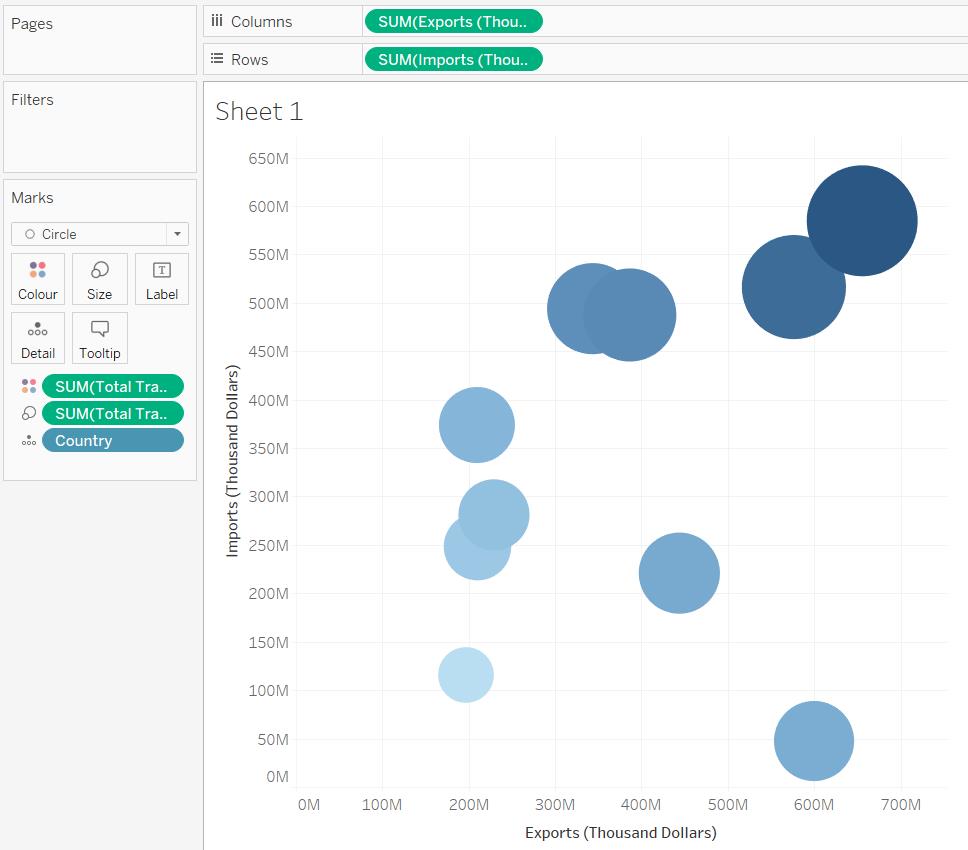 Pages
Columns
SUM(Exports (Thou..
Rows
SUM(Imports (Thou..
Filters
Sheet 1
Marks
Circle
Colour
Size
T
Label
Detail
Tooltip
SUM(Total Tra..
SUM(Total Tra..
Country
650M
600M
550M
500M
450M
400M
350M
300M
250M
200M
150M
100M
50M
0M
Imports (Thousand Dollars)
0M 100M 200M 300M 400M 500M 600M 700M
Exports (Thousand Dollars)